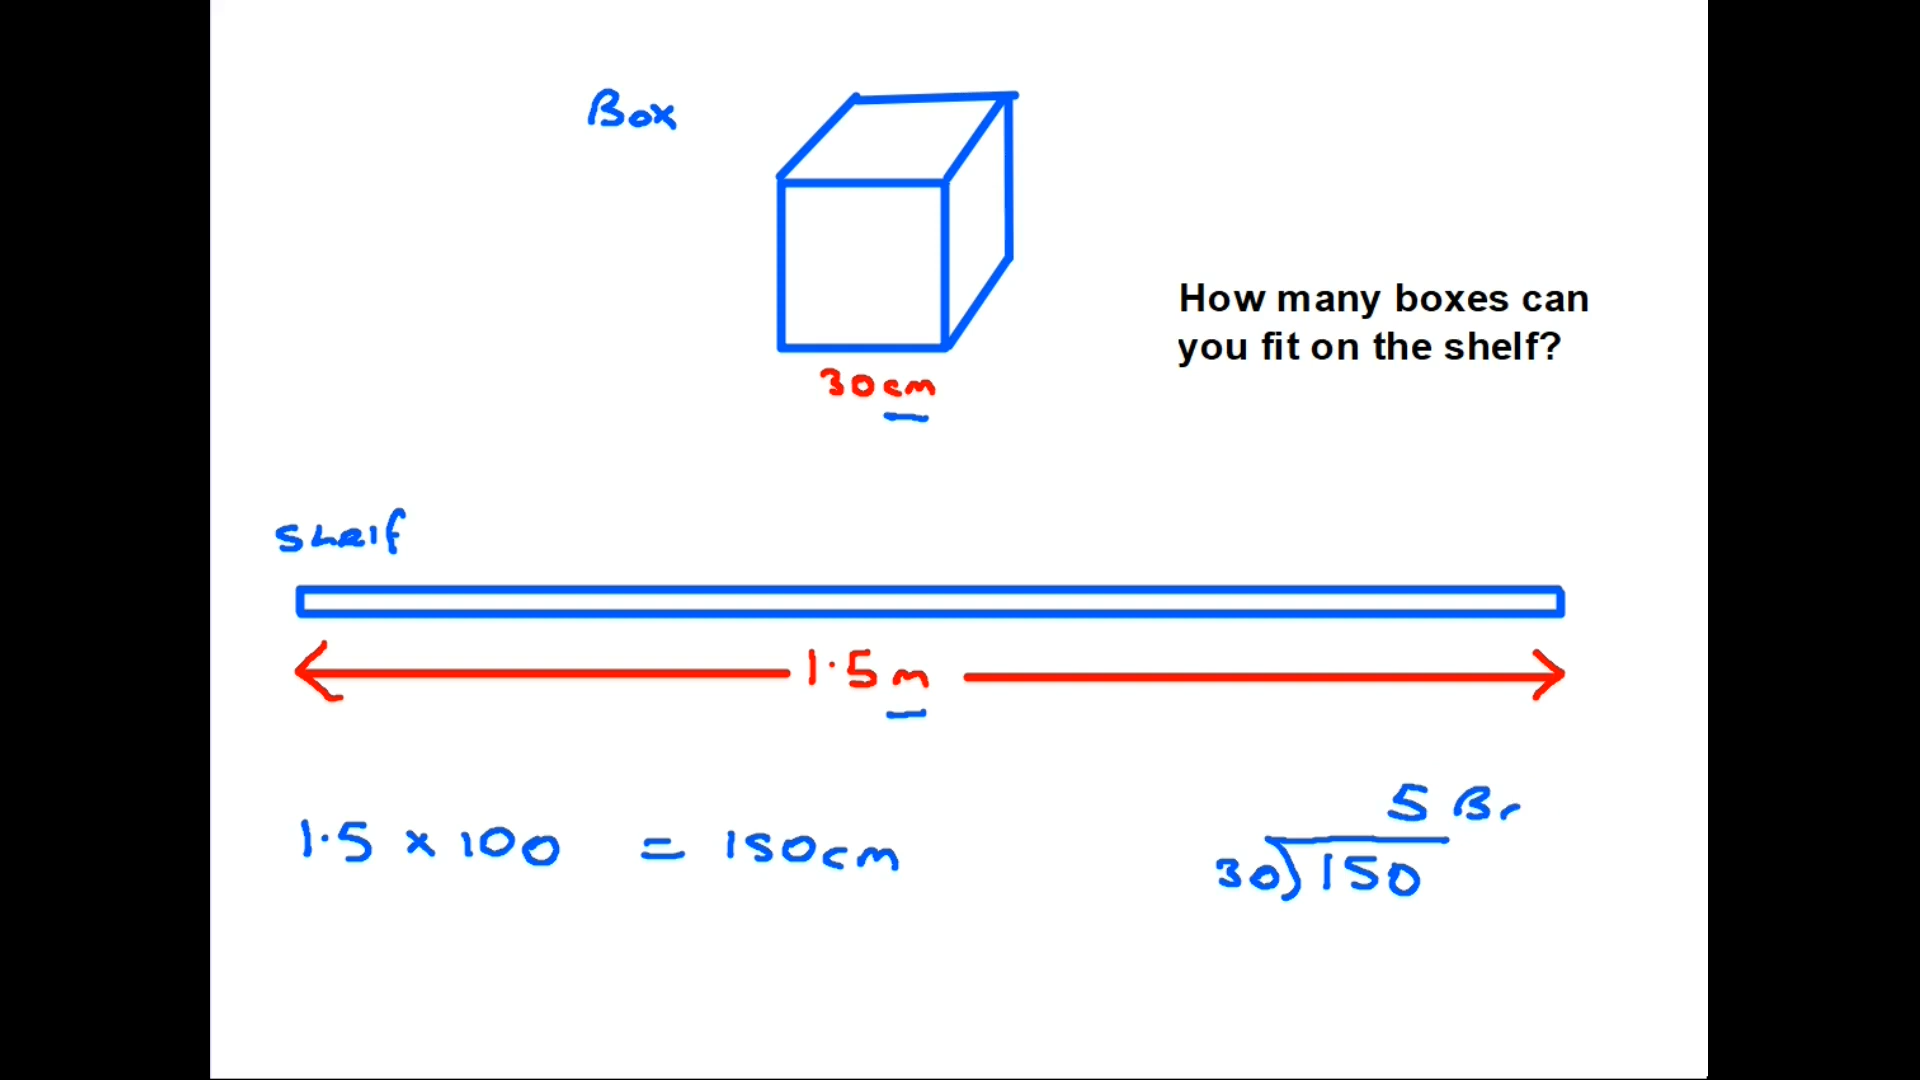 Box
How many boxes can
you fit on the shelf?
30cm
Shelf
1.5m
1.5 × 100 = 150cm
5
30)150